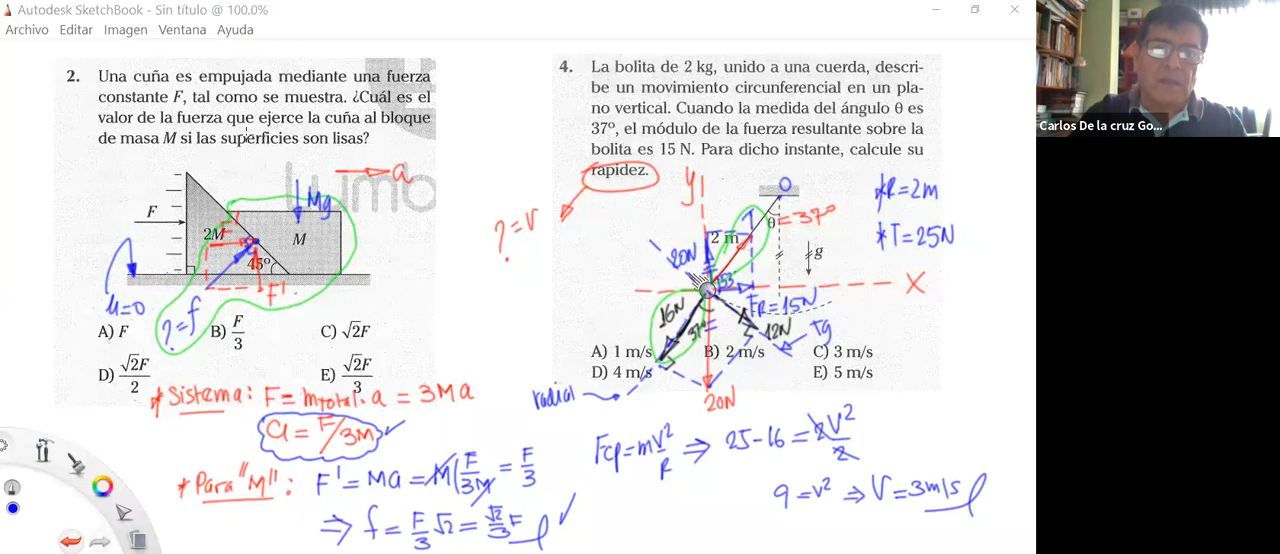 Autodesk SketchBook - Sin título @ 100.0%
Archivo Editar Imagen Ventana Ayuda
2. Una cuña es empujada mediante una fuerza
constante F, tal como se muestra. ¿Cuál es el
valor de la fuerza que ejerce la cuña al bloque
de masa M si las superficies son lisas?
a
Mg
F
2M
M
45°
μ=0
F'
?=f
A) F
B) F/3
C) √2F
D) √2F/2
E) √2F/3
* Sistema: F = mtotal.a = 3Ma
a = F/3M
* Para "M": F' = Ma = M(F/3M = F/3
⇒ f = F/3 √2 = √2/3 F
4. La bolita de 2 kg, unido a una cuerda, descri-
be un movimiento circunferencial en un pla-
no vertical. Cuando la medida del ángulo θ es
37º, el módulo de la fuerza resultante sobre la
bolita es 15 N. Para dicho instante, calcule su
rapidez.
?=v
Y
O
*R=2m
θ=37°
T
2 m
*T=25N
20N
g
53
X
FR=15N
16N
37°
12N
Tg
A) 1 m/s
B) 2 m/s
C) 3 m/s
D) 4 m/s
E) 5 m/s
radial
20N
Fcp=mv²/R ⇒ 25-16=2V²/2
9=v² ⇒ V=3m/s
Carlos De la cruz Go...